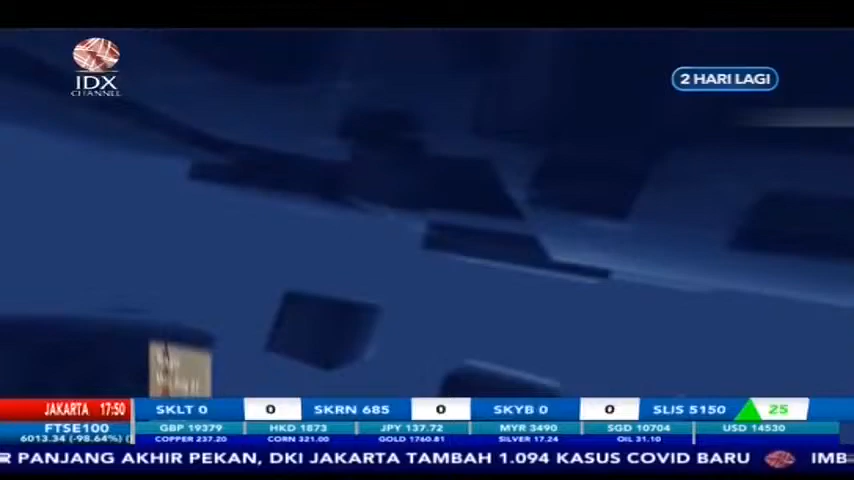 IDX
CHANNEL
2 HARI LAGI
JAKARTA 17:50 SKLT 0 0 SKRN 685 0 SKYB 0 0 SLIS 5150 25
FTSE100 GBP 19379 HKD 1873 JPY 137.72 MYR 3490 SGD 10704 USD 14530
6013.34 (-98.64%) ( COPPER 237.20 CORN 321.00 GOLD 1760.81 SILVER 17.24 OIL 31.10
R PANJANG AKHIR PEKAN, DKI JAKARTA TAMBAH 1.094 KASUS COVID BARU IMB